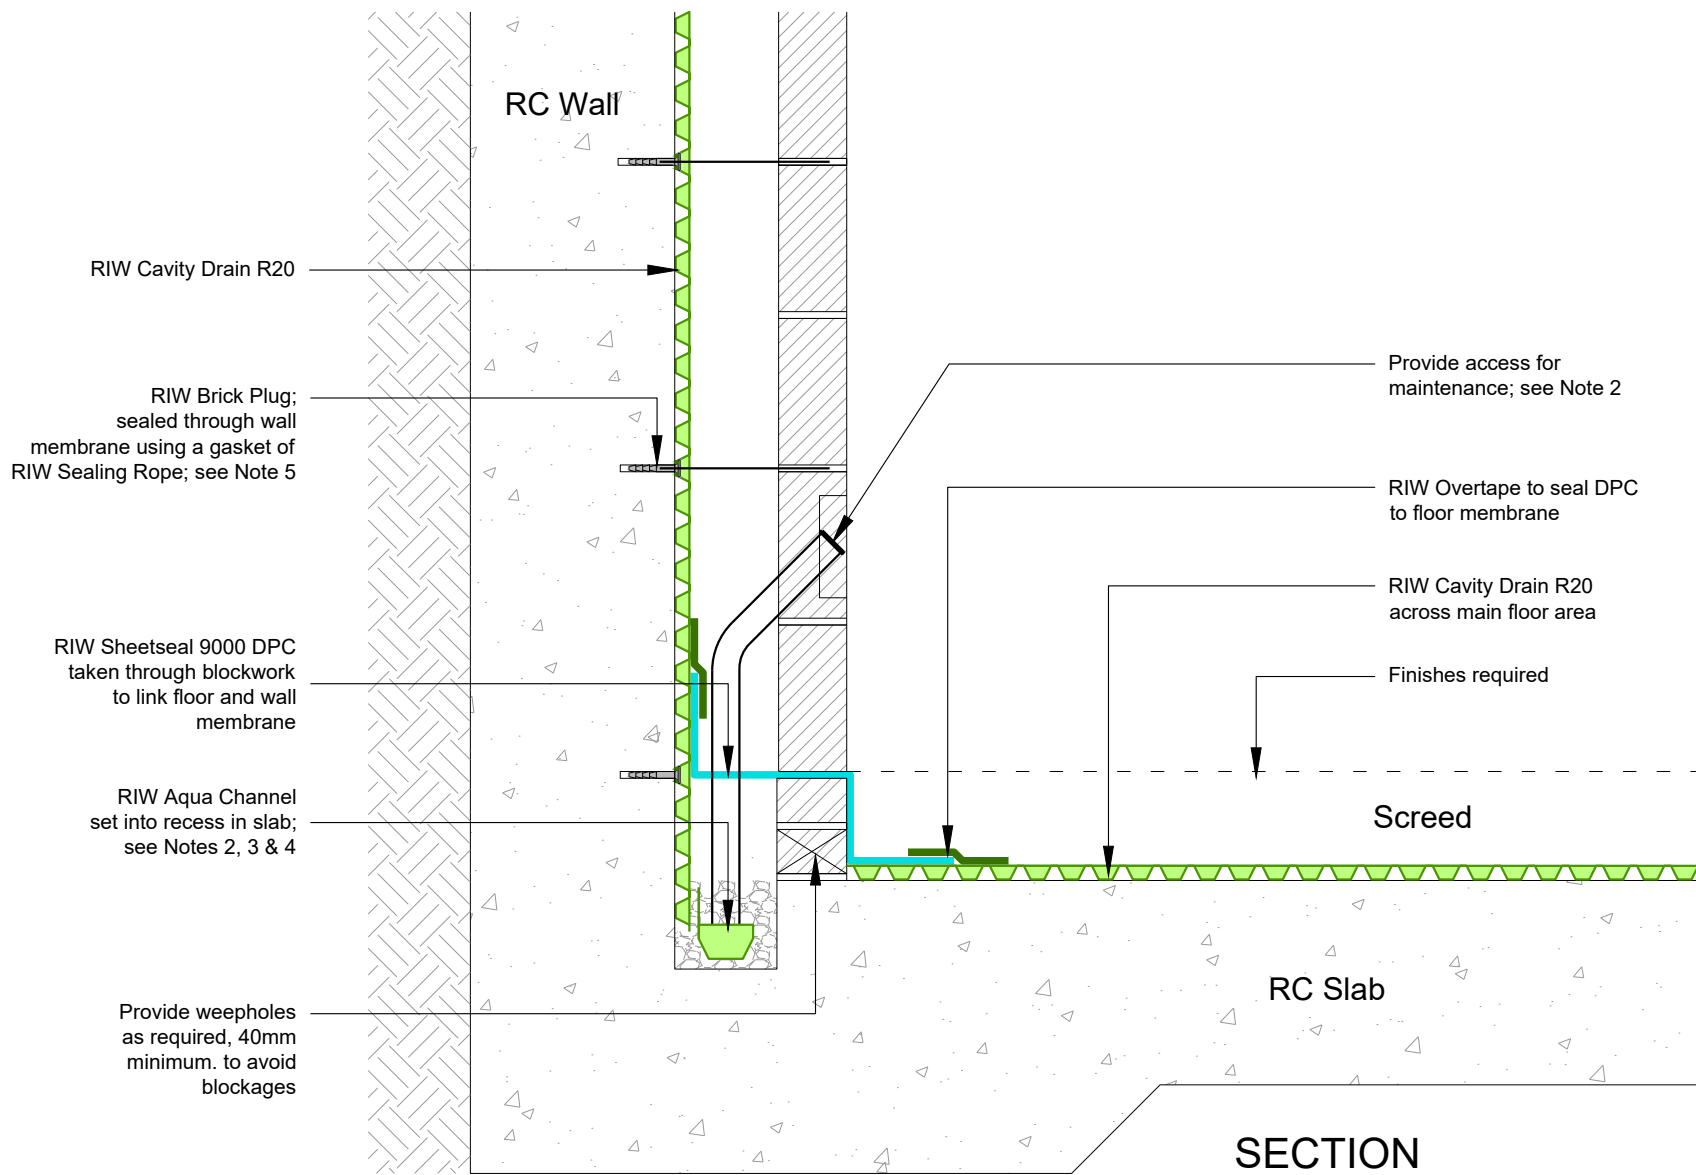 RC Wall
RIW Cavity Drain R20
RIW Brick Plug;
sealed through wall
membrane using a gasket of
RIW Sealing Rope; see Note 5
RIW Sheetseal 9000 DPC
taken through blockwork
to link floor and wall
membrane
RIW Aqua Channel
set into recess in slab;
see Notes 2, 3 & 4
Provide weepholes
as required, 40mm
minimum. to avoid
blockages
Provide access for
maintenance; see Note 2
RIW Overtape to seal DPC
to floor membrane
RIW Cavity Drain R20
across main floor area
Finishes required
Screed
RC Slab
SECTION